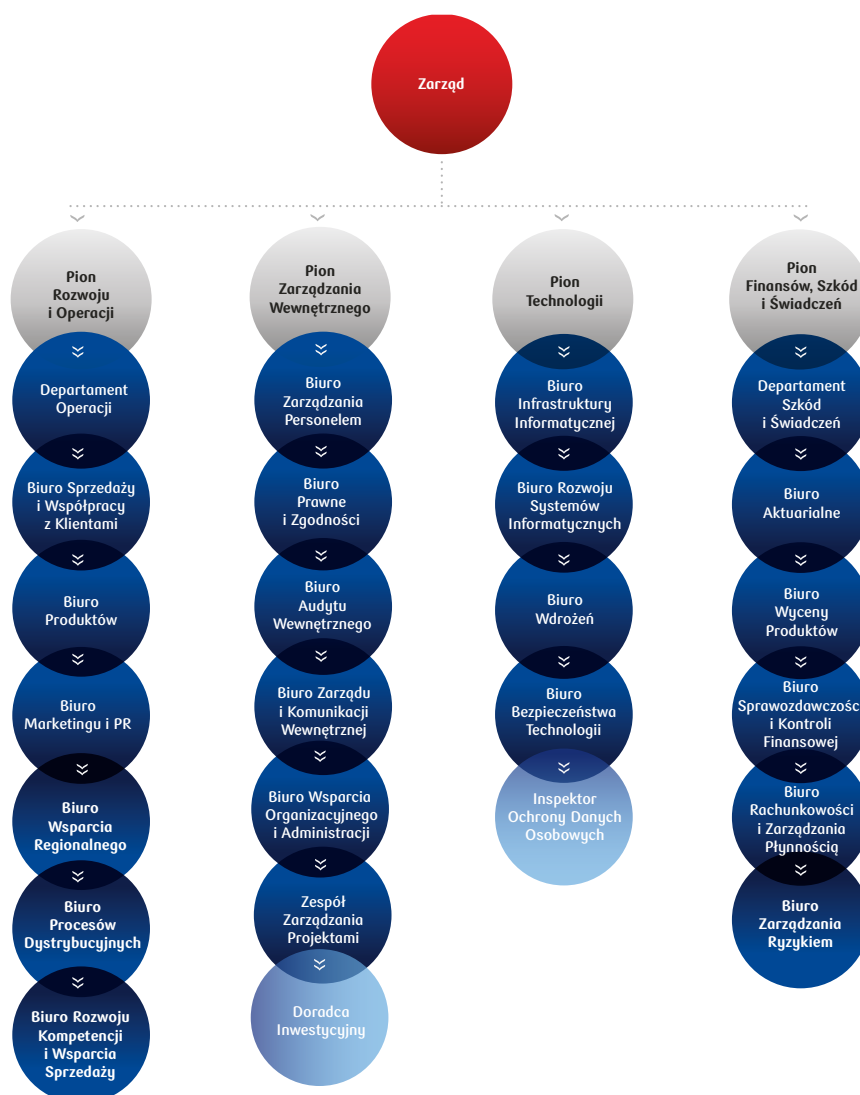 Zarząd
Pion
Rozwoju
i Operacji
Departament
Operacji
Biuro Sprzedaży
i Współpracy
z Klientami
Biuro
Produktów
Biuro
Marketingu i PR
Biuro
Wsparcia
Regionalnego
Biuro
Procesów
Dystrybucyjnych
Biuro Rozwoju
Kompetencji
i Wsparcia
Sprzedaży
Pion
Zarządzania
Wewnętrznego
Biuro
Zarządzania
Personelem
Biuro
Prawne
i Zgodności
Biuro
Audytu
Wewnętrznego
Biuro Zarządu
i Komunikacji
Wewnętrznej
Biuro Wsparcia
Organizacyjnego
i Administracji
Zespół
Zarządzania
Projektami
Doradca
Inwestycyjny
Pion
Technologii
Biuro
Infrastruktury
Informatycznej
Biuro Rozwoju
Systemów
Informatycznych
Biuro
Wdrożeń
Biuro
Bezpieczeństwa
Technologii
Inspektor
Ochrony Danych
Osobowych
Pion
Finansów, Szkód
i Świadczeń
Departament
Szkód
i Świadczeń
Biuro
Aktuarialne
Biuro
Wyceny
Produktów
Biuro
Sprawozdawczośc
i Kontroli
Finansowej
Biuro
Rachunkowości
i Zarządzania
Płynnością
Biuro
Zarządzania
Ryzykiem